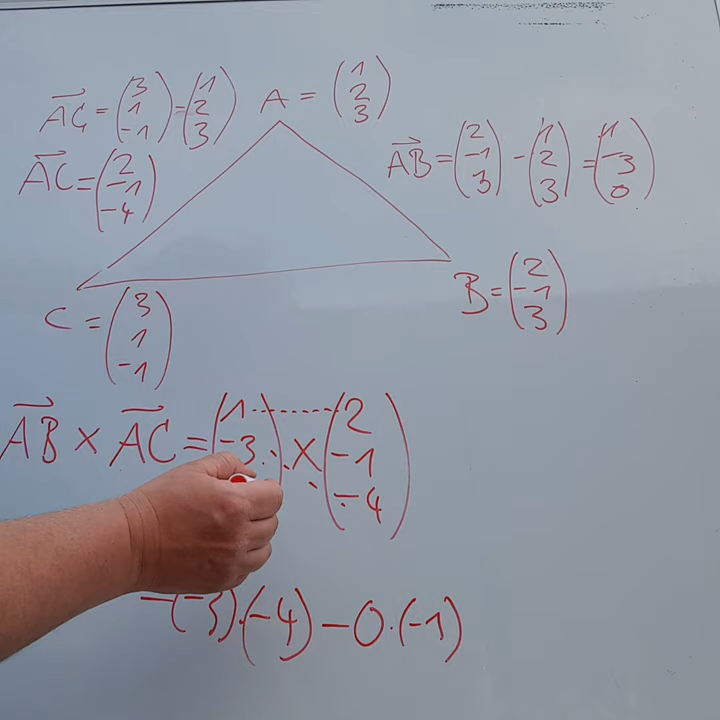 AC = (3 1 -1) = (1 2 3)
A = (1 2 3)
AC = (2 -1 -4)
AB = (2 -1 3) - (1 2 3) = (1 -3 0)
B = (2 -1 3)
C = (3 1 -1)
AB × AC = (1 -3 × (2 -1 -4)
-(-3)·(-4) - 0·(-1)